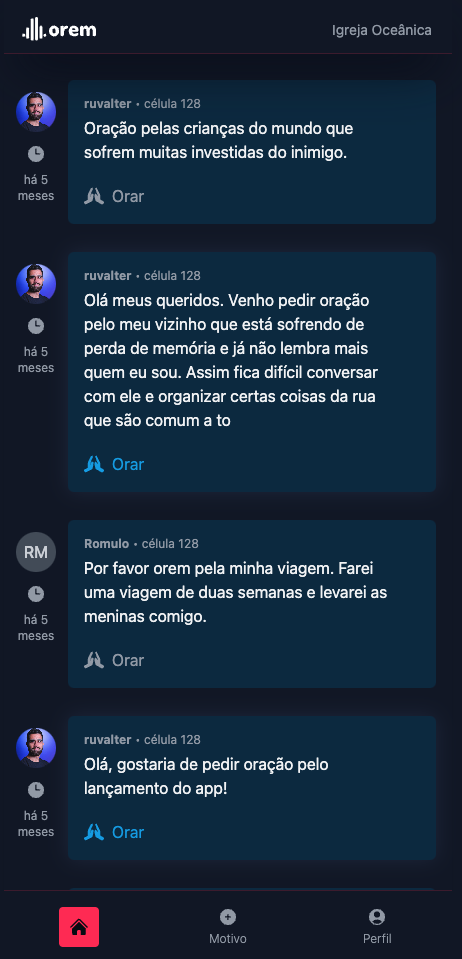 orem
Igreja Oceânica
ruvalter • célula 128
Oração pelas crianças do mundo que
sofrem muitas investidas do inimigo.
há 5
meses
Orar
ruvalter • célula 128
Olá meus queridos. Venho pedir oração
pelo meu vizinho que está sofrendo de
perda de memória e já não lembra mais
quem eu sou. Assim fica difícil conversar
com ele e organizar certas coisas da rua
que são comum a to
há 5
meses
Orar
RM
Romulo • célula 128
Por favor orem pela minha viagem. Farei
uma viagem de duas semanas e levarei as
meninas comigo.
há 5
meses
Orar
ruvalter • célula 128
Olá, gostaria de pedir oração pelo
lançamento do app!
há 5
meses
Orar
Motivo
Perfil